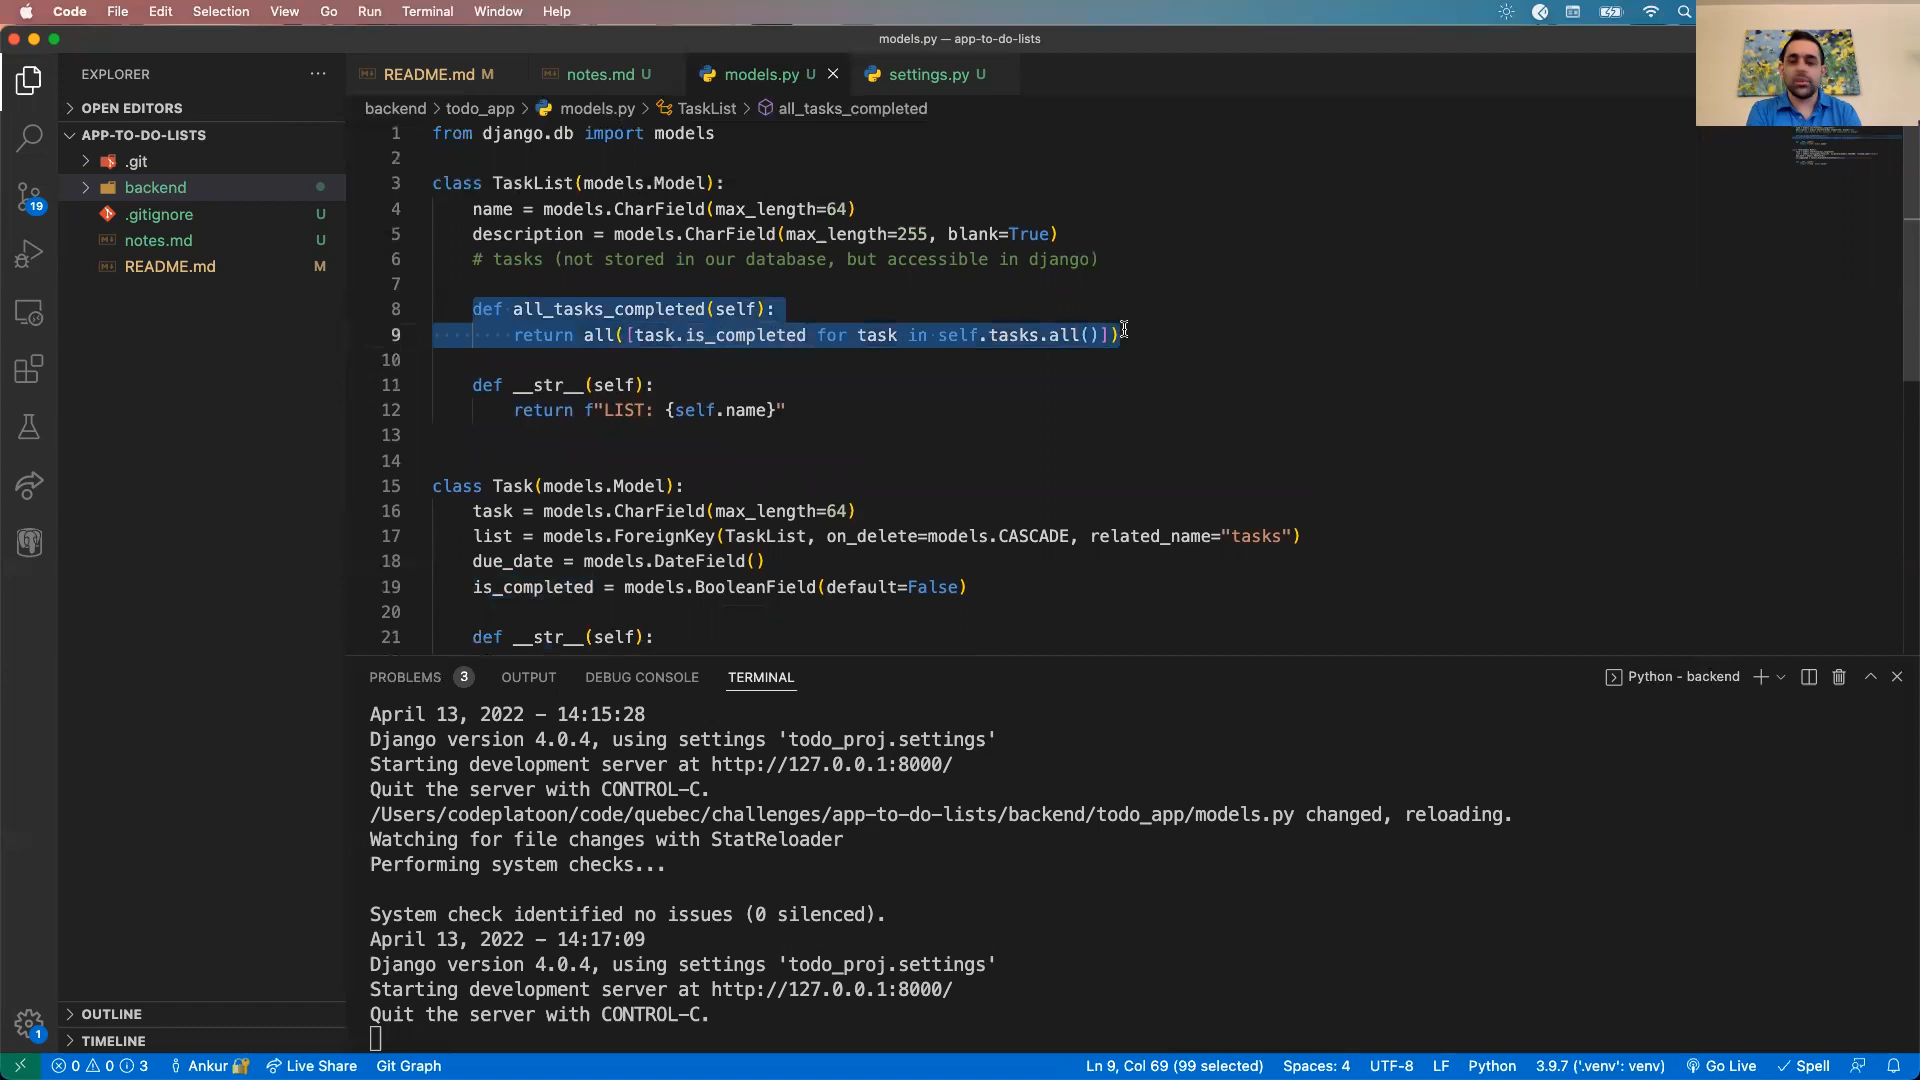 Code File Edit Selection View Go Run Terminal Window Help
models.py — app-to-do-lists
EXPLORER
README.md M
notes.md U
models.py U
settings.py U
OPEN EDITORS
backend > todo_app > models.py > TaskList > all_tasks_completed
APP-TO-DO-LISTS
.git
backend
.gitignore U
notes.md U
README.md M
19
1 from django.db import models
2
3 class TaskList(models.Model):
4 name = models.CharField(max_length=64)
5 description = models.CharField(max_length=255, blank=True)
6 # tasks (not stored in our database, but accessible in django)
7
8 def all_tasks_completed(self):
9 return all([task.is_completed for task in self.tasks.all()])
10
11 def __str__(self):
12 return f"LIST: {self.name}"
13
14
15 class Task(models.Model):
16 task = models.CharField(max_length=64)
17 list = models.ForeignKey(TaskList, on_delete=models.CASCADE, related_name="tasks")
18 due_date = models.DateField()
19 is_completed = models.BooleanField(default=False)
20
21 def __str__(self):
PROBLEMS 3 OUTPUT DEBUG CONSOLE TERMINAL
Python - backend
April 13, 2022 - 14:15:28
Django version 4.0.4, using settings 'todo_proj.settings'
Starting development server at http://127.0.0.1:8000/
Quit the server with CONTROL-C.
/Users/codeplatoon/code/quebec/challenges/app-to-do-lists/backend/todo_app/models.py changed, reloading.
Watching for file changes with StatReloader
Performing system checks...
System check identified no issues (0 silenced).
April 13, 2022 - 14:17:09
Django version 4.0.4, using settings 'todo_proj.settings'
Starting development server at http://127.0.0.1:8000/
Quit the server with CONTROL-C.
OUTLINE
TIMELINE
1
0 0 3 Ankur Live Share Git Graph
Ln 9, Col 69 (99 selected) Spaces: 4 UTF-8 LF Python 3.9.7 ('.venv': venv) Go Live Spell